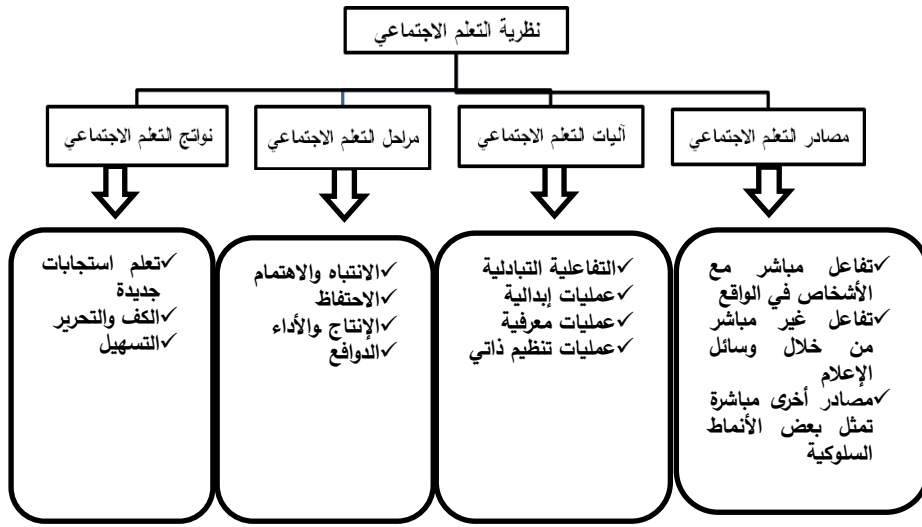 نظرية التعلم الاجتماعي
مصادر التعلم الاجتماعي
آليات التعلم الاجتماعي
مراحل التعلم الاجتماعي
نواتج التعلم الاجتماعي
✓تفاعل مباشر مع
الأشخاص في الواقع
✓تفاعل غير مباشر
من خلال وسائل
الإعلام
✓مصادر أخرى مباشرة
تمثل بعض الأنماط
السلوكية
✓التفاعلية التبادلية
✓عمليات إبدالية
✓عمليات معرفية
✓عمليات تنظيم ذاتي
✓الانتباه والاهتمام
✓الاحتفاظ
✓الإنتاج والأداء
✓الدوافع
✓تعلم استجابات
جديدة
✓الكف والتحرير
✓التسهيل